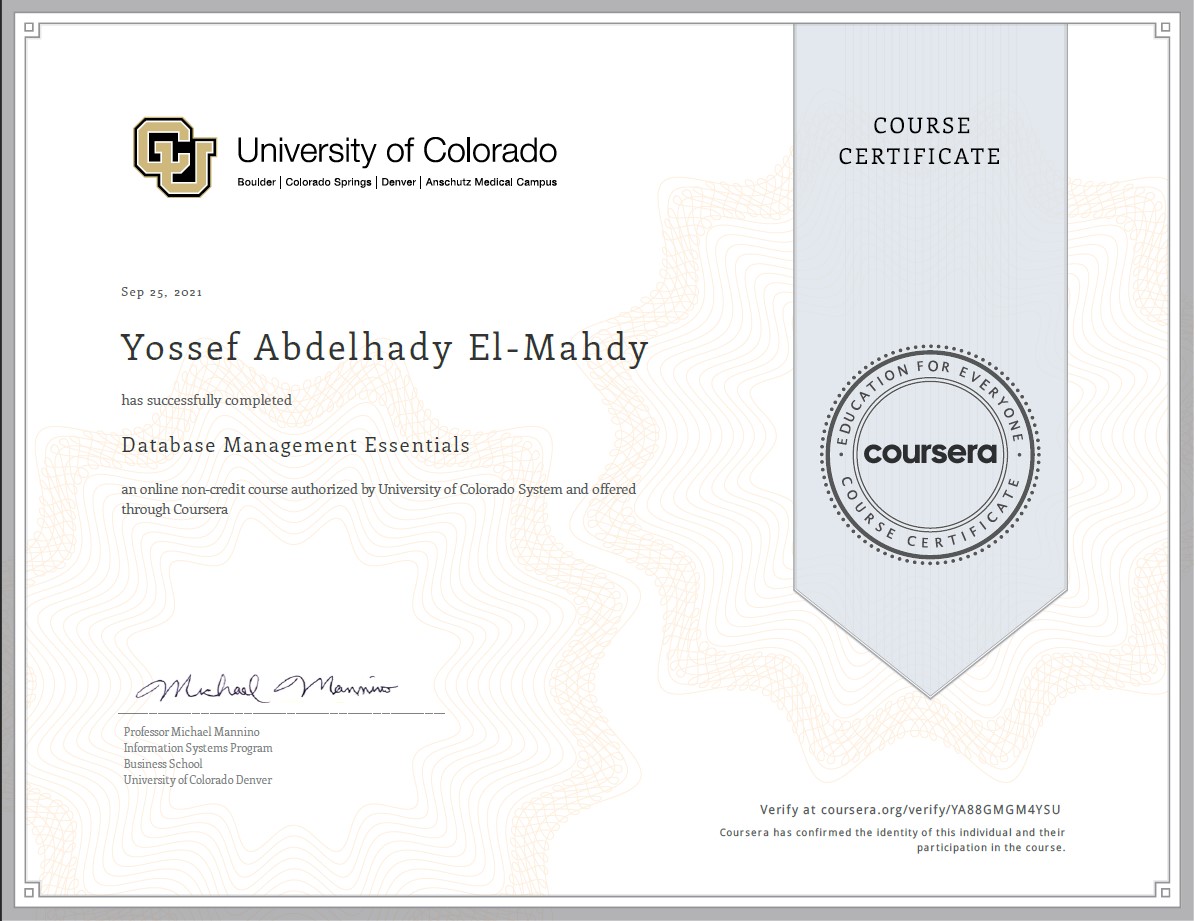 COURSE
CERTIFICATE
CU
University of Colorado
Boulder | Colorado Springs | Denver | Anschutz Medical Campus
Sep 25, 2021
Yossef Abdelhady El-Mahdy
has successfully completed
Database Management Essentials
an online non-credit course authorized by University of Colorado System and offered
through Coursera
EDUCATION FOR EVERYONE
coursera
COURSE CERTIFICATE
Michael Mannino
Professor Michael Mannino
Information Systems Program
Business School
University of Colorado Denver
Verify at coursera.org/verify/YA88GMGM4YSU
Coursera has confirmed the identity of this individual and their
participation in the course.